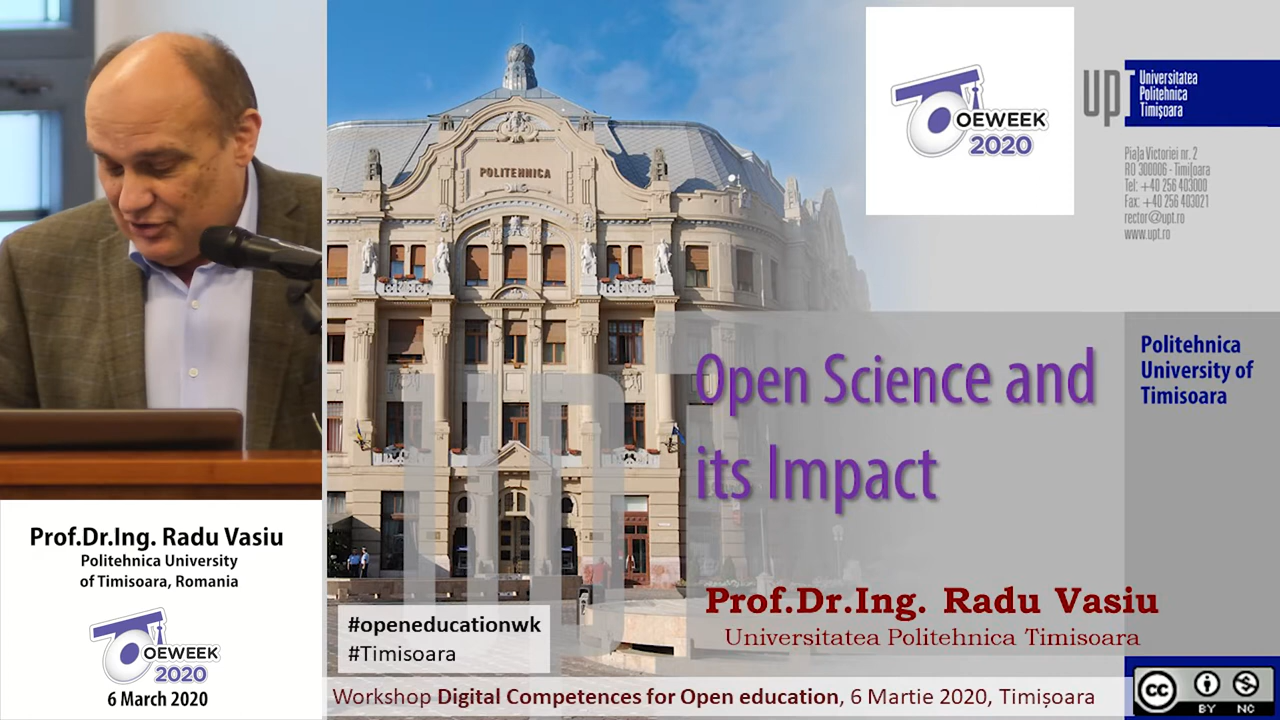 Prof.Dr.Ing. Radu Vasiu
Politehnica University
of Timisoara, Romania
OEWEEK
2020
6 March 2020
POLITEHNICA
OEWEEK
2020
upt
Universitatea
Politehnica
Timișoara
Piața Victoriei nr. 2
RO 300006 - Timișoara
Tel: +40 256 403000
Fax: +40 256 403021
rector@upt.ro
www.upt.ro
Politehnica
University of
Timisoara
Open Science and
its Impact
Prof.Dr.Ing. Radu Vasiu
Universitatea Politehnica Timisoara
#openeducationwk
#Timisoara
Workshop Digital Competences for Open education, 6 Martie 2020, Timișoara
cc
BY NC